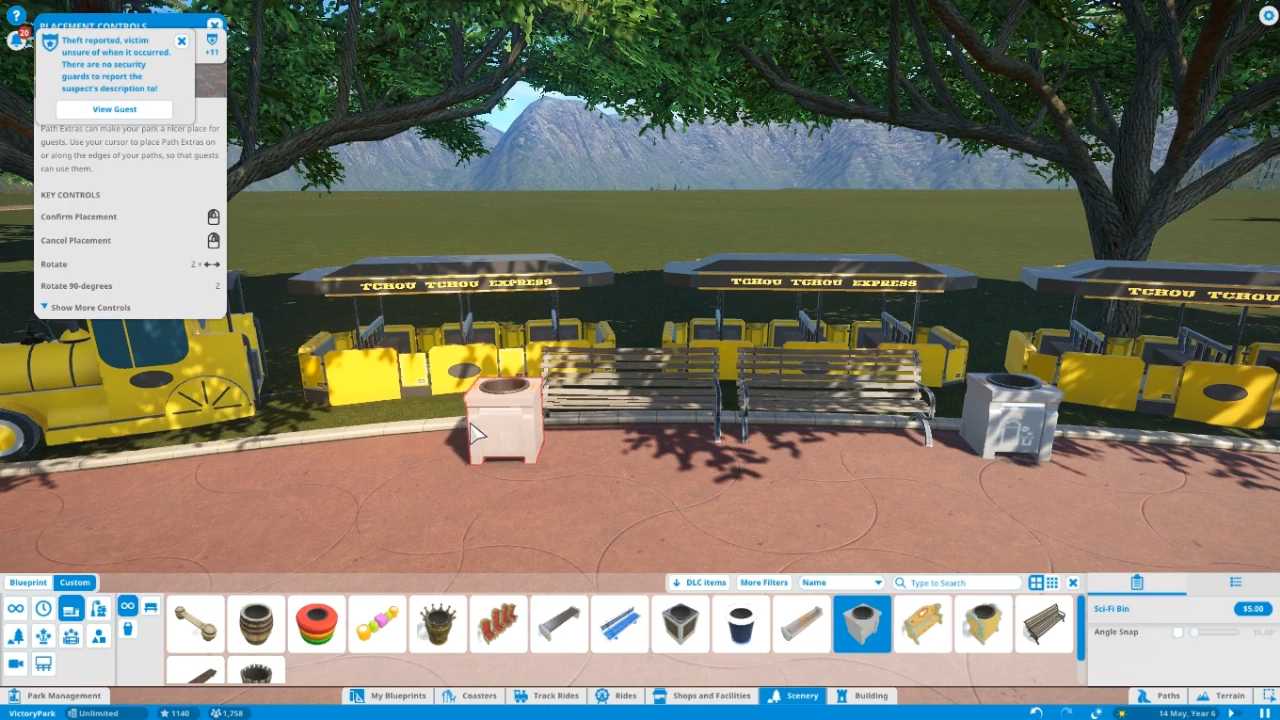 ?
PLACEMENT CONTROLS
20
Theft reported, victim
unsure of when it occurred.
There are no security
guards to report the
suspect's description to!
+11
View Guest
Path Extras can make your park a nicer place for
guests. Use your cursor to place Path Extras on
or along the edges of your paths, so that guests
can use them.
KEY CONTROLS
Confirm Placement
Cancel Placement
Rotate Z +
Rotate 90-degrees Z
Show More Controls
TCHOU TCHOU EXPRESS
TCHOU TCHOU EXPRESS
TCHOU TCHOU
Blueprint Custom
DLC items More Filters Name Type to Search
Sci-Fi Bin $5.00
Angle Snap
Park Management My Blueprints Coasters Track Rides Rides Shops and Facilities Scenery Building Paths Terrain
VictoryPark Unlimited 1140 1,758 14 May, Year 6